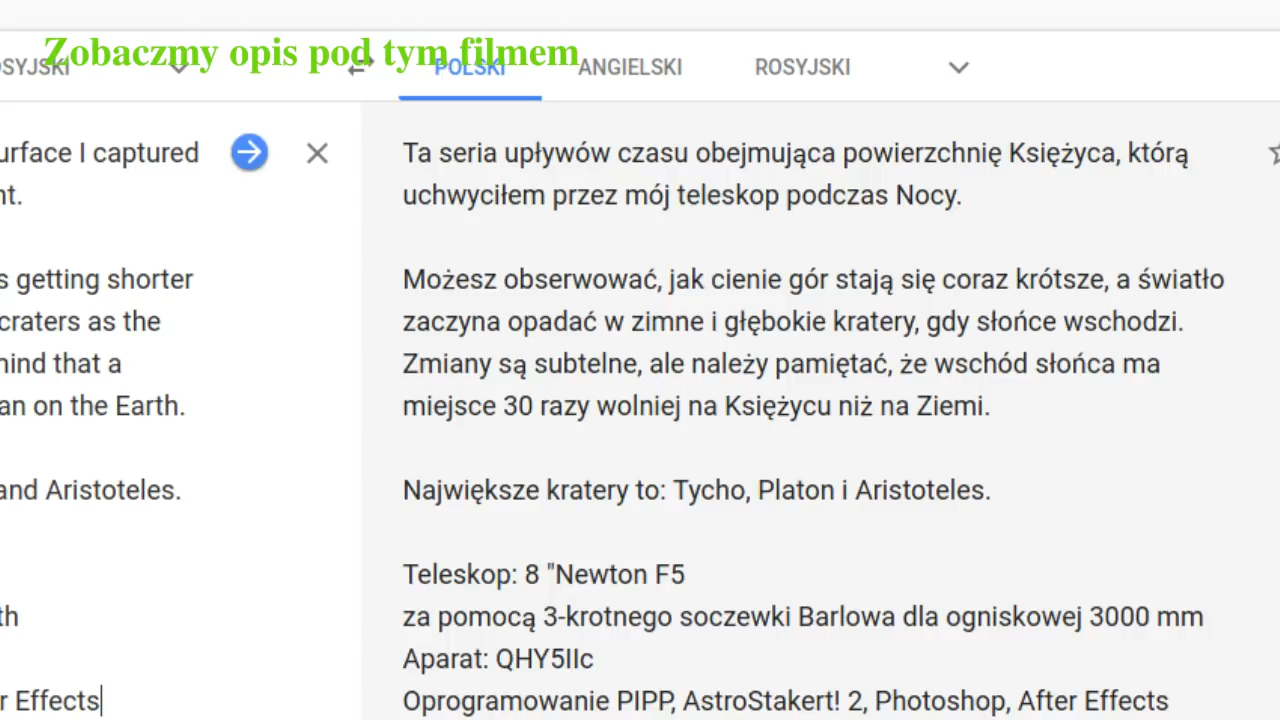 Zobaczmy opis pod tym filmem
POLSKI ANGIELSKI ROSYJSKI
urface I captured
nt.
s getting shorter
craters as the
mind that a
an on the Earth.
and Aristoteles.
th
r Effects
Ta seria upływów czasu obejmująca powierzchnię Księżyca, którą
uchwyciłem przez mój teleskop podczas Nocy.
Możesz obserwować, jak cienie gór stają się coraz krótsze, a światło
zaczyna opadać w zimne i głębokie kratery, gdy słońce wschodzi.
Zmiany są subtelne, ale należy pamiętać, że wschód słońca ma
miejsce 30 razy wolniej na Księżycu niż na Ziemi.
Największe kratery to: Tycho, Platon i Aristoteles.
Teleskop: 8 "Newton F5
za pomocą 3-krotnego soczewki Barlowa dla ogniskowej 3000 mm
Aparat: QHY5IIc
Oprogramowanie PIPP, AstroStakert! 2, Photoshop, After Effects